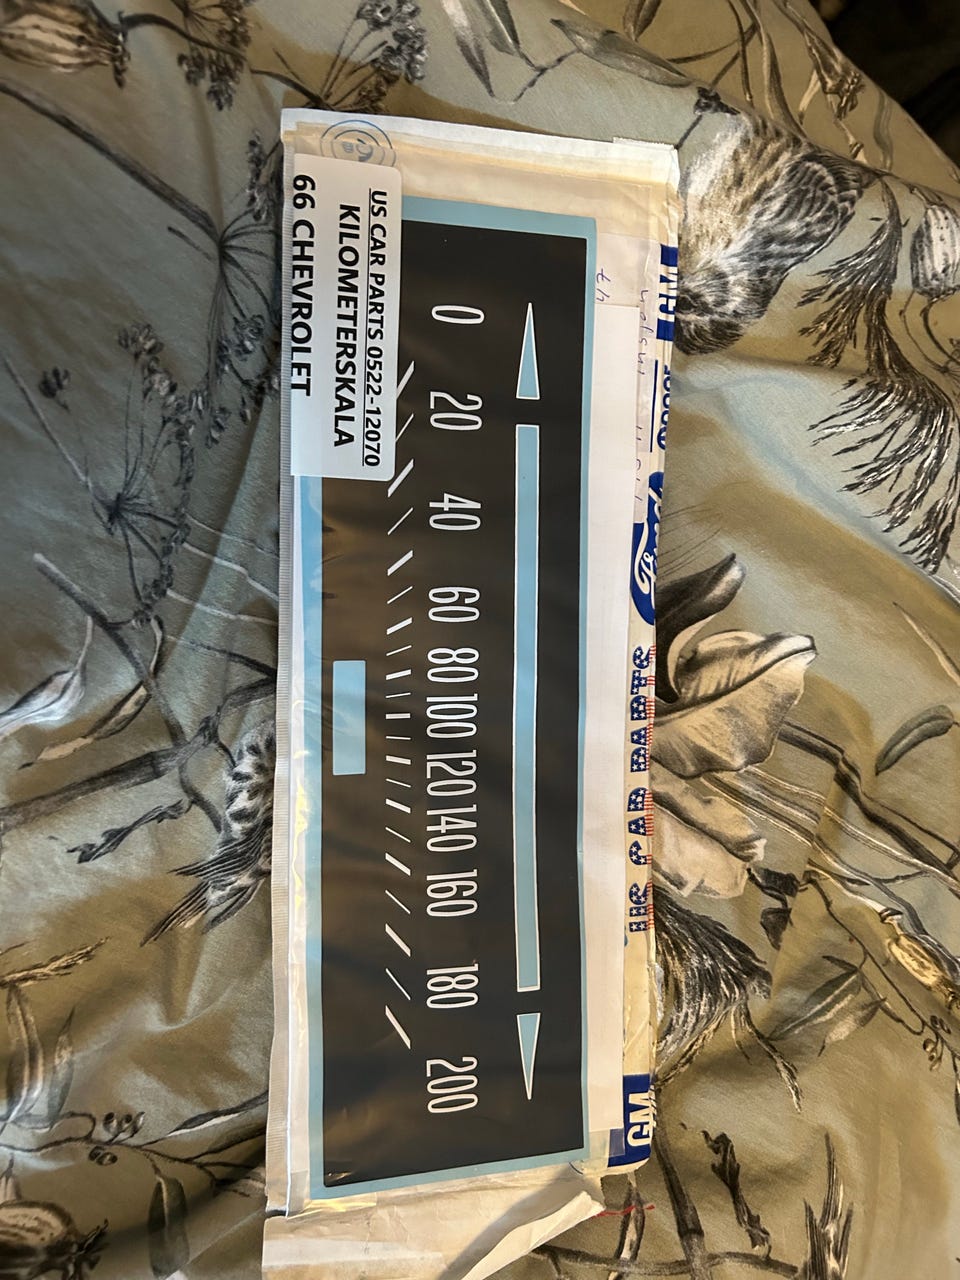 US CAR PARTS 0522-12070
KILOMETERSKALA
66 CHEVROLET
0 20 40 60 80 100 120 140 160 180 200
Ford
US CAR PARTS
GM